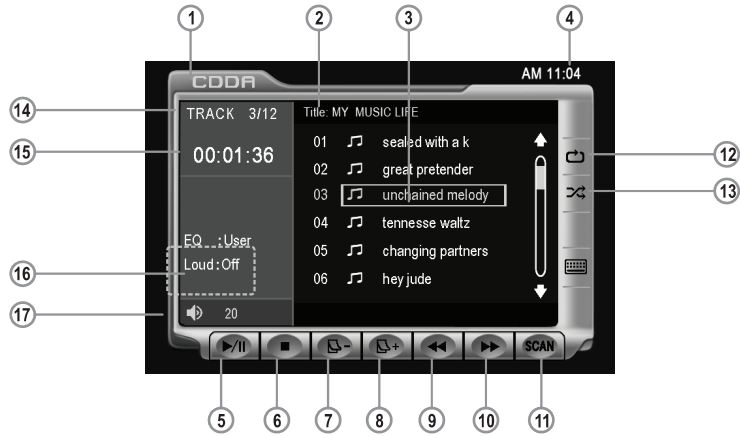 1 2 3 4
CDDA
AM 11:04
14 TRACK 3/12
Title: MY MUSIC LIFE
15 00:01:36
01 sealed with a k
12
02 great pretender
03 unchained melody
13
04 tennesse waltz
EQ :User
05 changing partners
16 Loud:Off
06 hey jude
17 20
SCAN
5 6 7 8 9 10 11